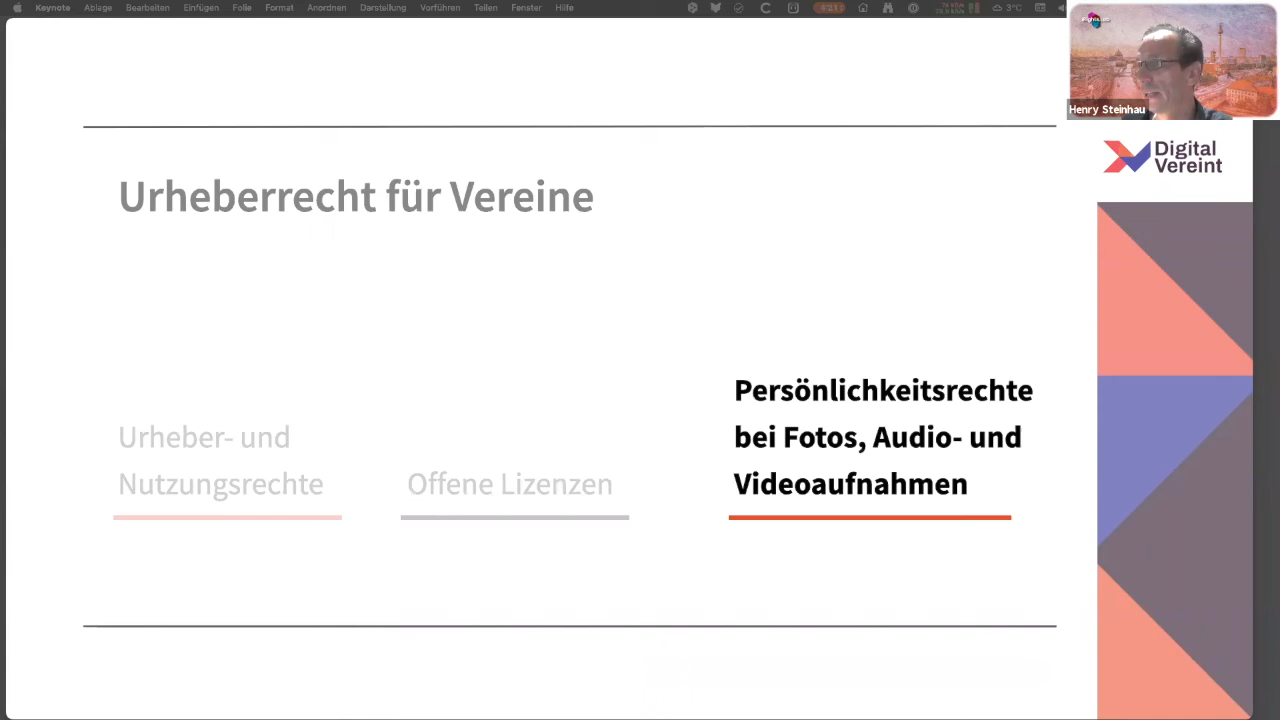 Keynote Ablage Bearbeiten Einfügen Folie Format Anordnen Darstellung Vorführen Teilen Fenster Hilfe
3°C
Henry Steinhau
Digital
Vereint
Urheberrecht für Vereine
Urheber- und
Nutzungsrechte
Offene Lizenzen
Persönlichkeitsrechte
bei Fotos, Audio- und
Videoaufnahmen